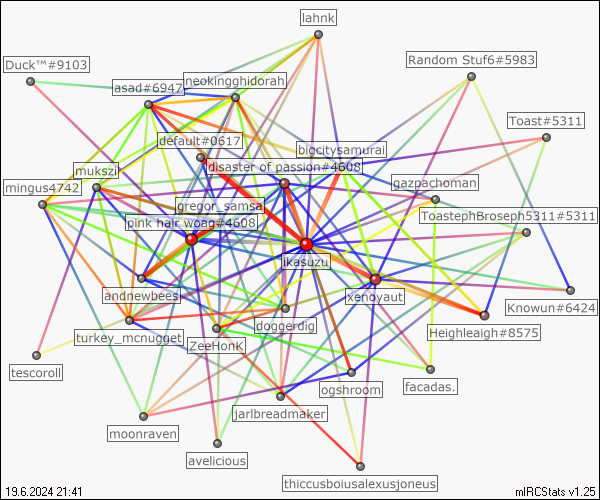 lahnk
Duck™#9103
Random Stuf6#5983
asad#6947
neokingghidorah
Toast#5311
default#0617
bigcitysamurai
disaster of passion#4608
mukszi
gazpachoman
mingus4742
gregor_samsa
ToastephBroseph5311#5311
pink hair woag#4608
ikasuzu
andnewbees
xenoyaut
Knowun#6424
doggerdig
Heighleaigh#8575
turkey_mcnugget
ZeeHonk
tescoroll
ogshroom
facadas.
jarlbreadmaker
moonraven
avelicious
thiccusboiusalexusjoneus
19.6.2024 21:41
mIRCStats v1.25